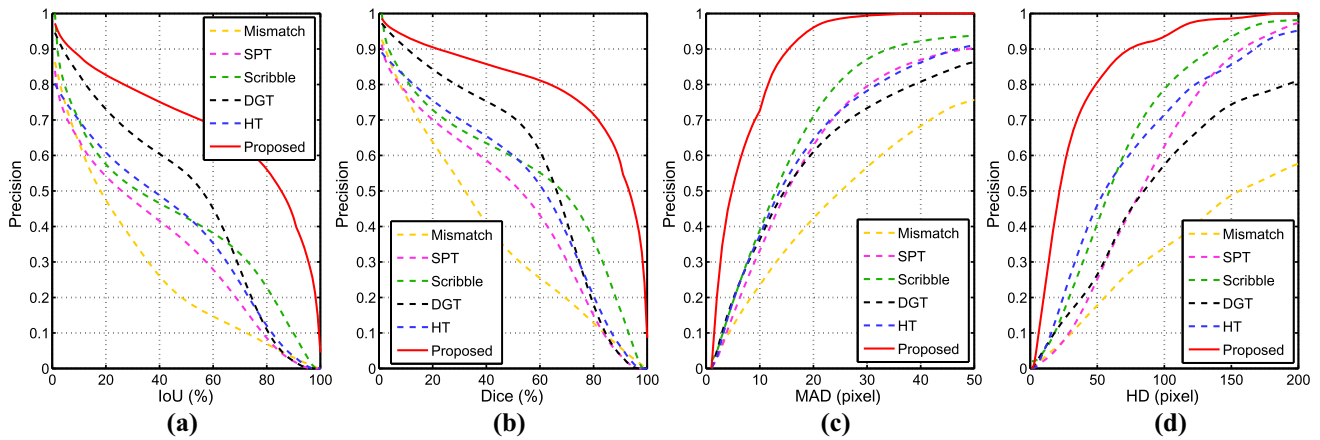 1
0.9
0.8
0.7
0.6
0.5
0.4
0.3
0.2
0.1
0
Precision
0 20 40 60 80 100
IoU (%)
Mismatch
SPT
Scribble
DGT
HT
Proposed
(a)
1
0.9
0.8
0.7
0.6
0.5
0.4
0.3
0.2
0.1
0
Precision
0 20 40 60 80 100
Dice (%)
Mismatch
SPT
Scribble
DGT
HT
Proposed
(b)
1
0.9
0.8
0.7
0.6
0.5
0.4
0.3
0.2
0.1
0
Precision
0 10 20 30 40 50
MAD (pixel)
Mismatch
SPT
Scribble
DGT
HT
Proposed
(c)
1
0.9
0.8
0.7
0.6
0.5
0.4
0.3
0.2
0.1
0
Precision
0 50 100 150 200
HD (pixel)
Mismatch
SPT
Scribble
DGT
HT
Proposed
(d)